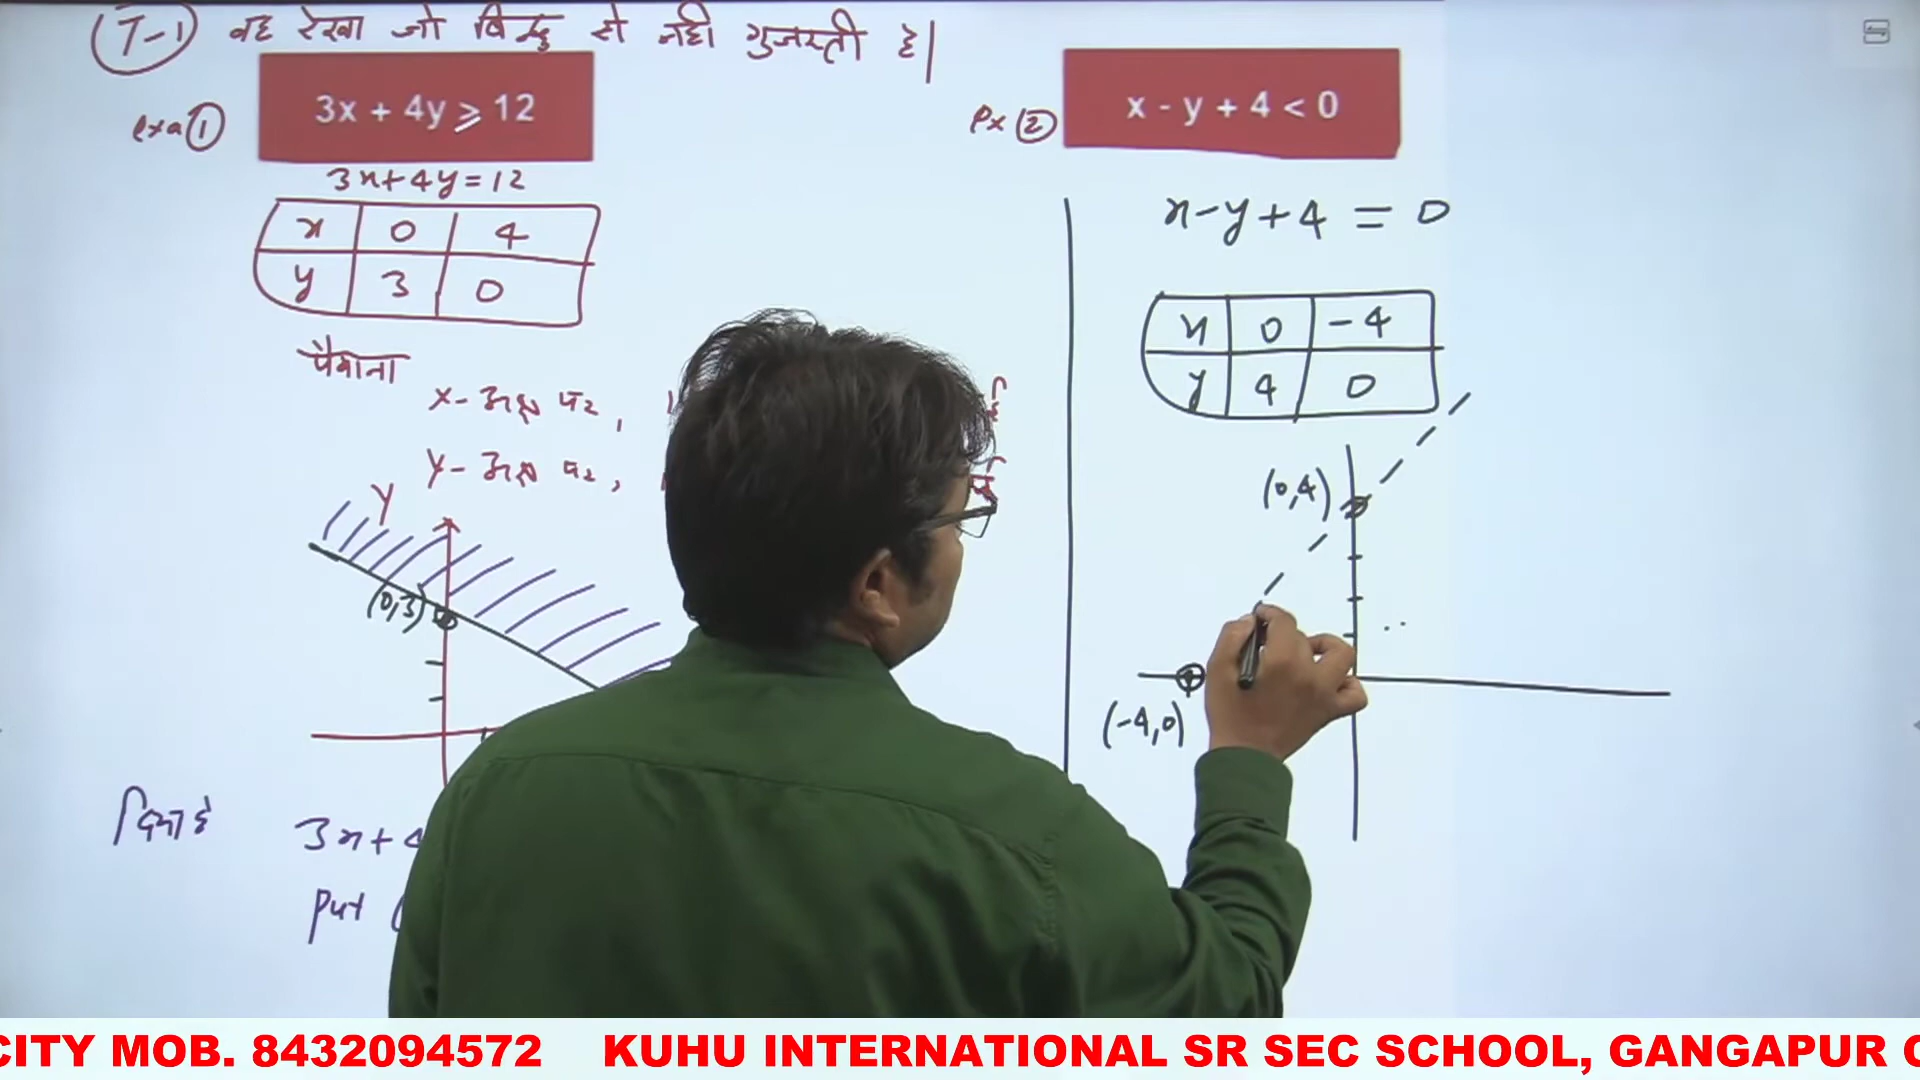 T-1 वह रेखा जो बिन्दु से नही गुजरती है|
exa ① 3x + 4y ≥ 12
3x+4y=12
x 0 4
y 3 0
पैमाना
x-अक्ष पर,
y-अक्ष पर,
Y
(0,3)
दिया है 3x+4
Put (
ex ② x - y + 4 < 0
x-y+4 = 0
x 0 -4
y 4 0
(0,4)
(-4,0)
CITY MOB. 8432094572 KUHU INTERNATIONAL SR SEC SCHOOL, GANGAPUR C